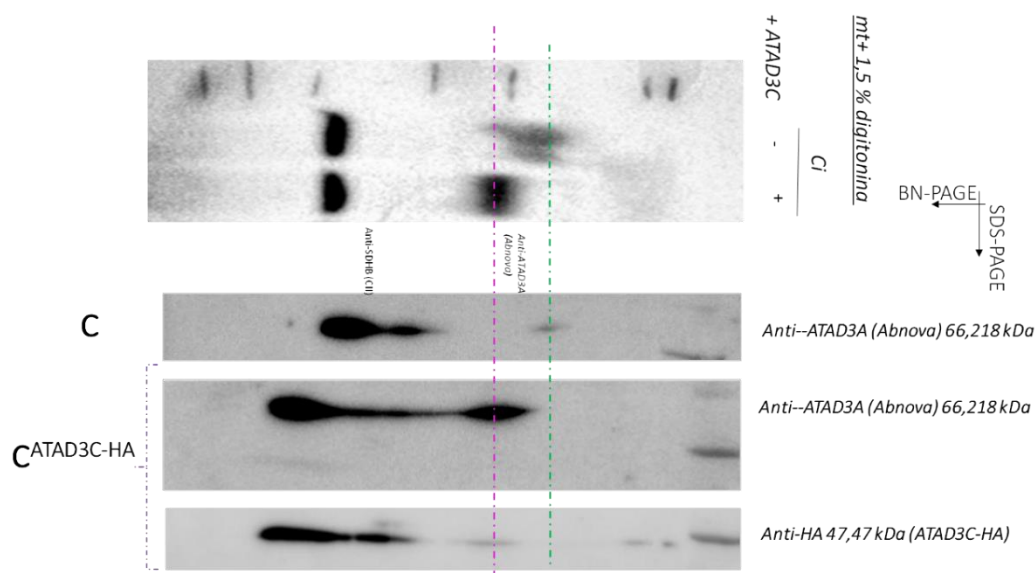 + ATAD3C
-
+
Ci
mt+ 1,5 % digitonina
BN-PAGE
SDS-PAGE
Anti-SDHB (CII)
Anti-ATAD3A
(Abnova)
C
Anti--ATAD3A (Abnova) 66,218 kDa
Anti--ATAD3A (Abnova) 66,218 kDa
CATAD3C-HA
Anti-HA 47,47 kDa (ATAD3C-HA)